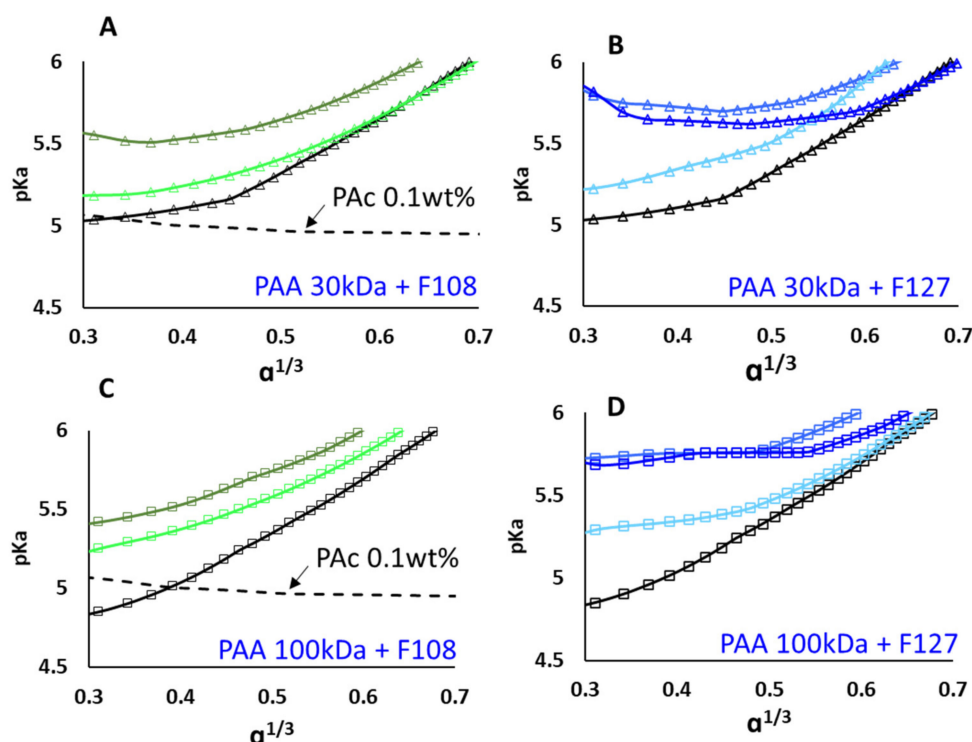 A
6
5.5
5
4.5
pKa
PAc 0.1wt%
PAA 30kDa + F108
0.3 0.4 0.5 0.6 0.7
α1/3
B
6
5.5
5
4.5
pKa
PAA 30kDa + F127
0.3 0.4 0.5 0.6 0.7
α1/3
C
6
5.5
5
4.5
pKa
PAc 0.1wt%
PAA 100kDa + F108
0.3 0.4 0.5 0.6 0.7
α1/3
D
6
5.5
5
4.5
pKa
PAA 100kDa + F127
0.3 0.4 0.5 0.6 0.7
α1/3